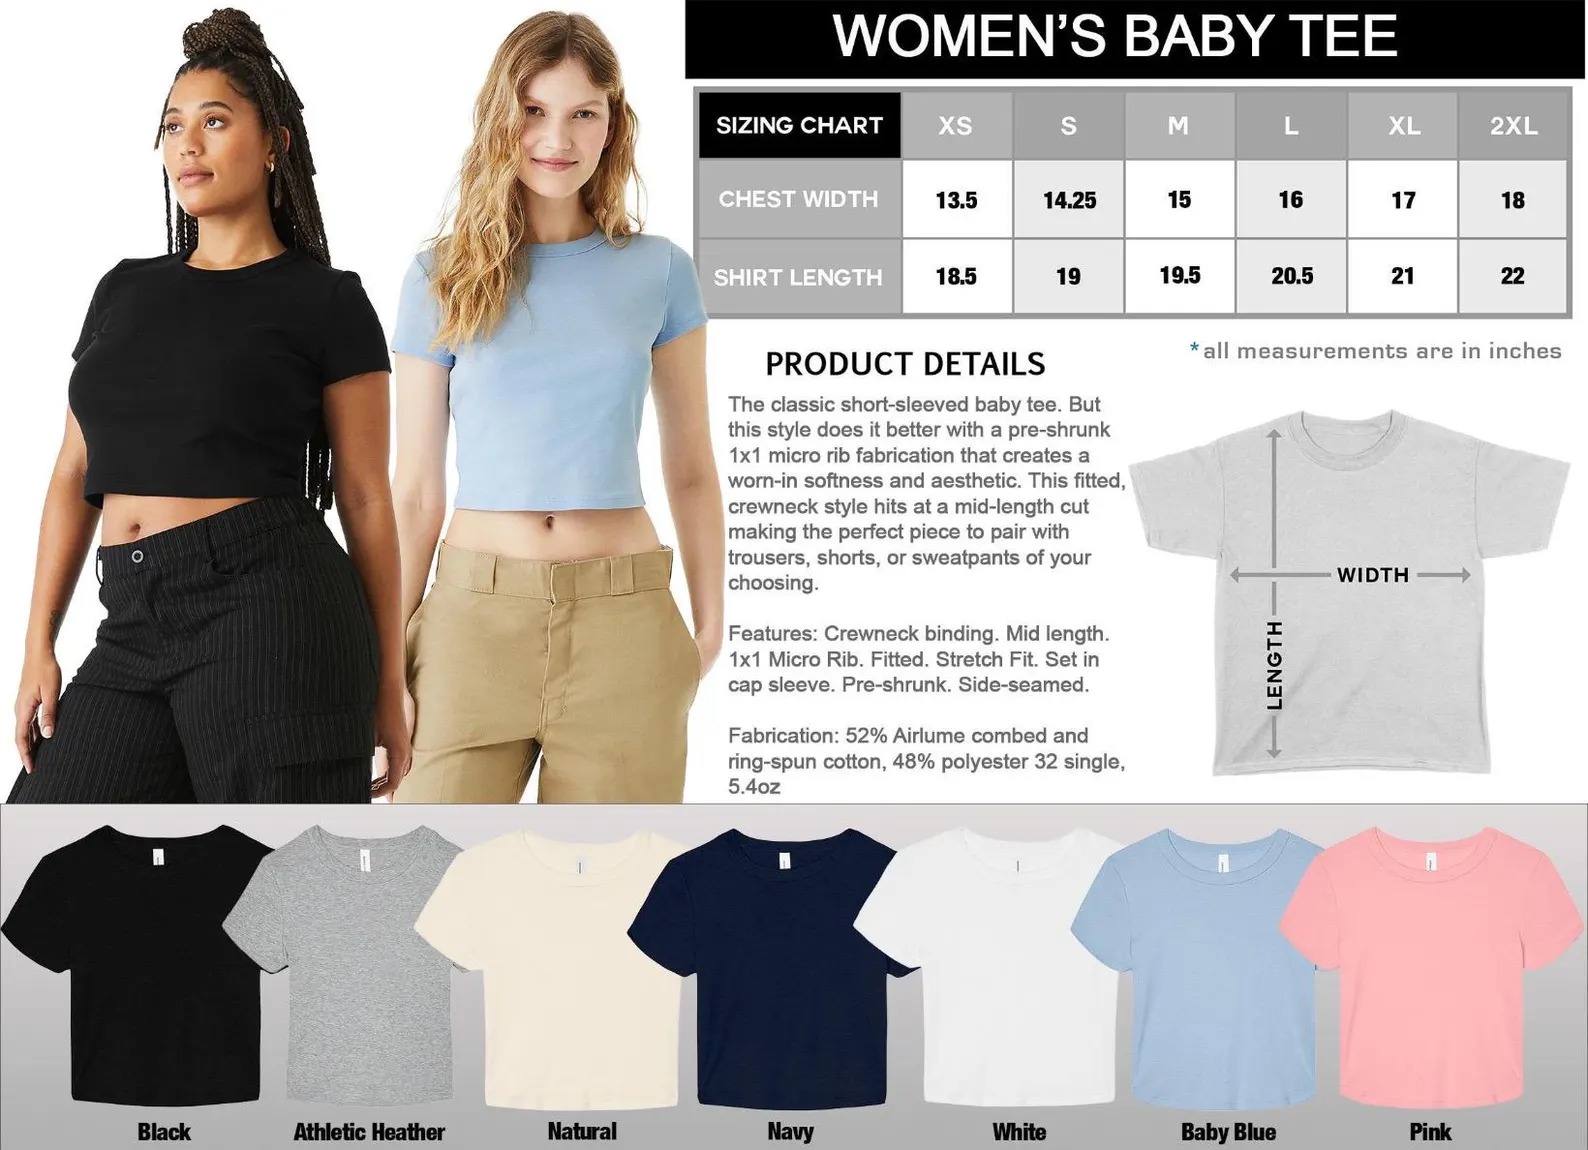 WOMEN'S BABY TEE
SIZING CHART XS S M L XL 2XL
CHEST WIDTH 13.5 14.25 15 16 17 18
SHIRT LENGTH 18.5 19 19.5 20.5 21 22
*all measurements are in inches
PRODUCT DETAILS
The classic short-sleeved baby tee. But
this style does it better with a pre-shrunk
1x1 micro rib fabrication that creates a
worn-in softness and aesthetic. This fitted,
crewneck style hits at a mid-length cut
making the perfect piece to pair with
trousers, shorts, or sweatpants of your
choosing.
Features: Crewneck binding. Mid length.
1x1 Micro Rib. Fitted. Stretch Fit. Set in
cap sleeve. Pre-shrunk. Side-seamed.
Fabrication: 52% Airlume combed and
ring-spun cotton, 48% polyester 32 single,
5.4oz
WIDTH
LENGTH
Black Athletic Heather Natural Navy White Baby Blue Pink